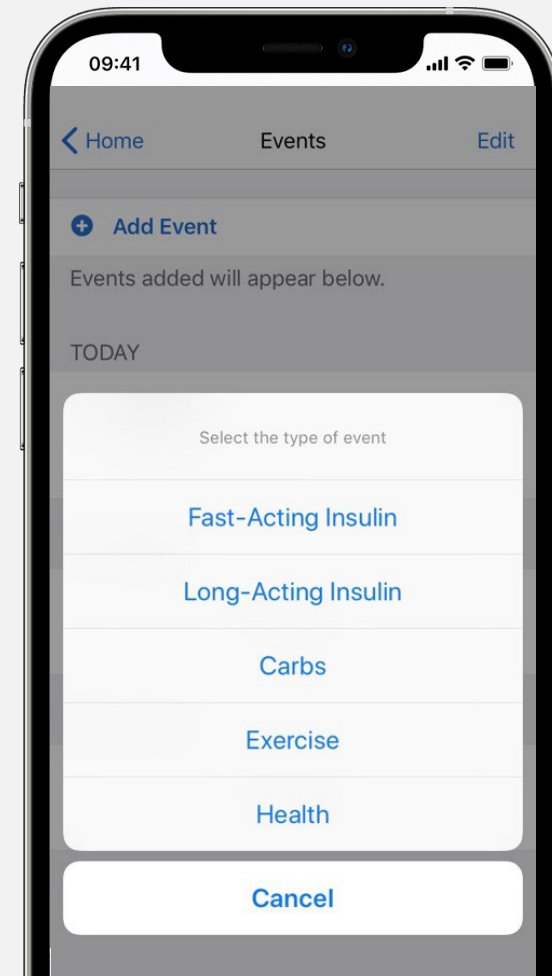 09:41
Home Events Edit
Add Event
Events added will appear below.
TODAY
Select the type of event
Fast-Acting Insulin
Long-Acting Insulin
Carbs
Exercise
Health
Cancel